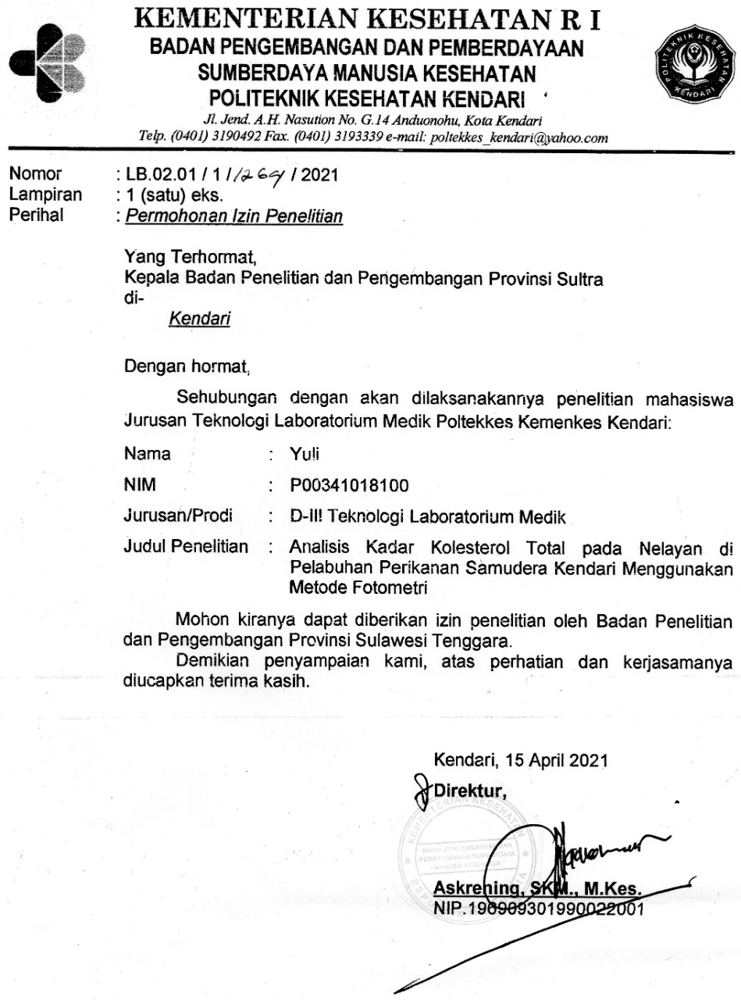 KEMENTERIAN KESEHATAN R I
BADAN PENGEMBANGAN DAN PEMBERDAYAAN
SUMBERDAYA MANUSIA KESEHATAN
POLITEKNIK KESEHATAN KENDARI
Jl. Jend. A.H. Nasution No. G.14 Anduonohu, Kota Kendari
Telp. (0401) 3190492 Fax. (0401) 3193339 e-mail: poltekkes_kendari@yahoo.com
POLITEKNIK KESEHATAN
KENDARI
Nomor : LB.02.01 / 1 / / 2021
Lampiran : 1 (satu) eks.
Perihal : Permohonan Izin Penelitian
Yang Terhormat,
Kepala Badan Penelitian dan Pengembangan Provinsi Sultra
di-
Kendari
Dengan hormat,
Sehubungan dengan akan dilaksanakannya penelitian mahasiswa
Jurusan Teknologi Laboratorium Medik Poltekkes Kemenkes Kendari:
Nama : Yuli
NIM : P00341018100
Jurusan/Prodi : D-III Teknologi Laboratorium Medik
Judul Penelitian : Analisis Kadar Kolesterol Total pada Nelayan di
Pelabuhan Perikanan Samudera Kendari Menggunakan
Metode Fotometri
Mohon kiranya dapat diberikan izin penelitian oleh Badan Penelitian
dan Pengembangan Provinsi Sulawesi Tenggara.
Demikian penyampaian kami, atas perhatian dan kerjasamanya
diucapkan terima kasih.
Kendari, 15 April 2021
Direktur,
KEMENTERIAN KESEHATAN
BADAN PENGEMBANGAN DAN
PEMBERDAYAAN SUMBERDAYA
MANUSIA KESEHATAN
Askrening, SKM., M.Kes.
NIP.196909301990022001